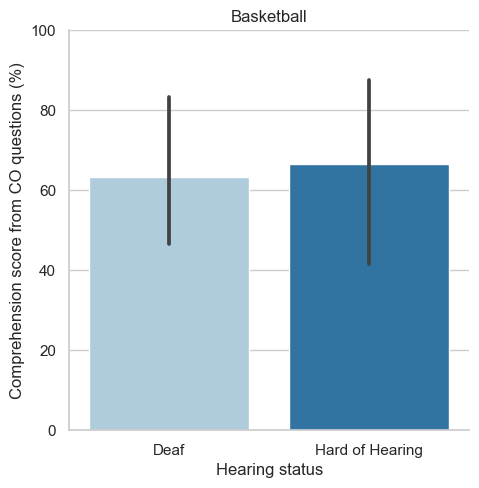 Basketball
Comprehension score from CO questions (%)
100
80
60
40
20
0
Deaf
Hard of Hearing
Hearing status